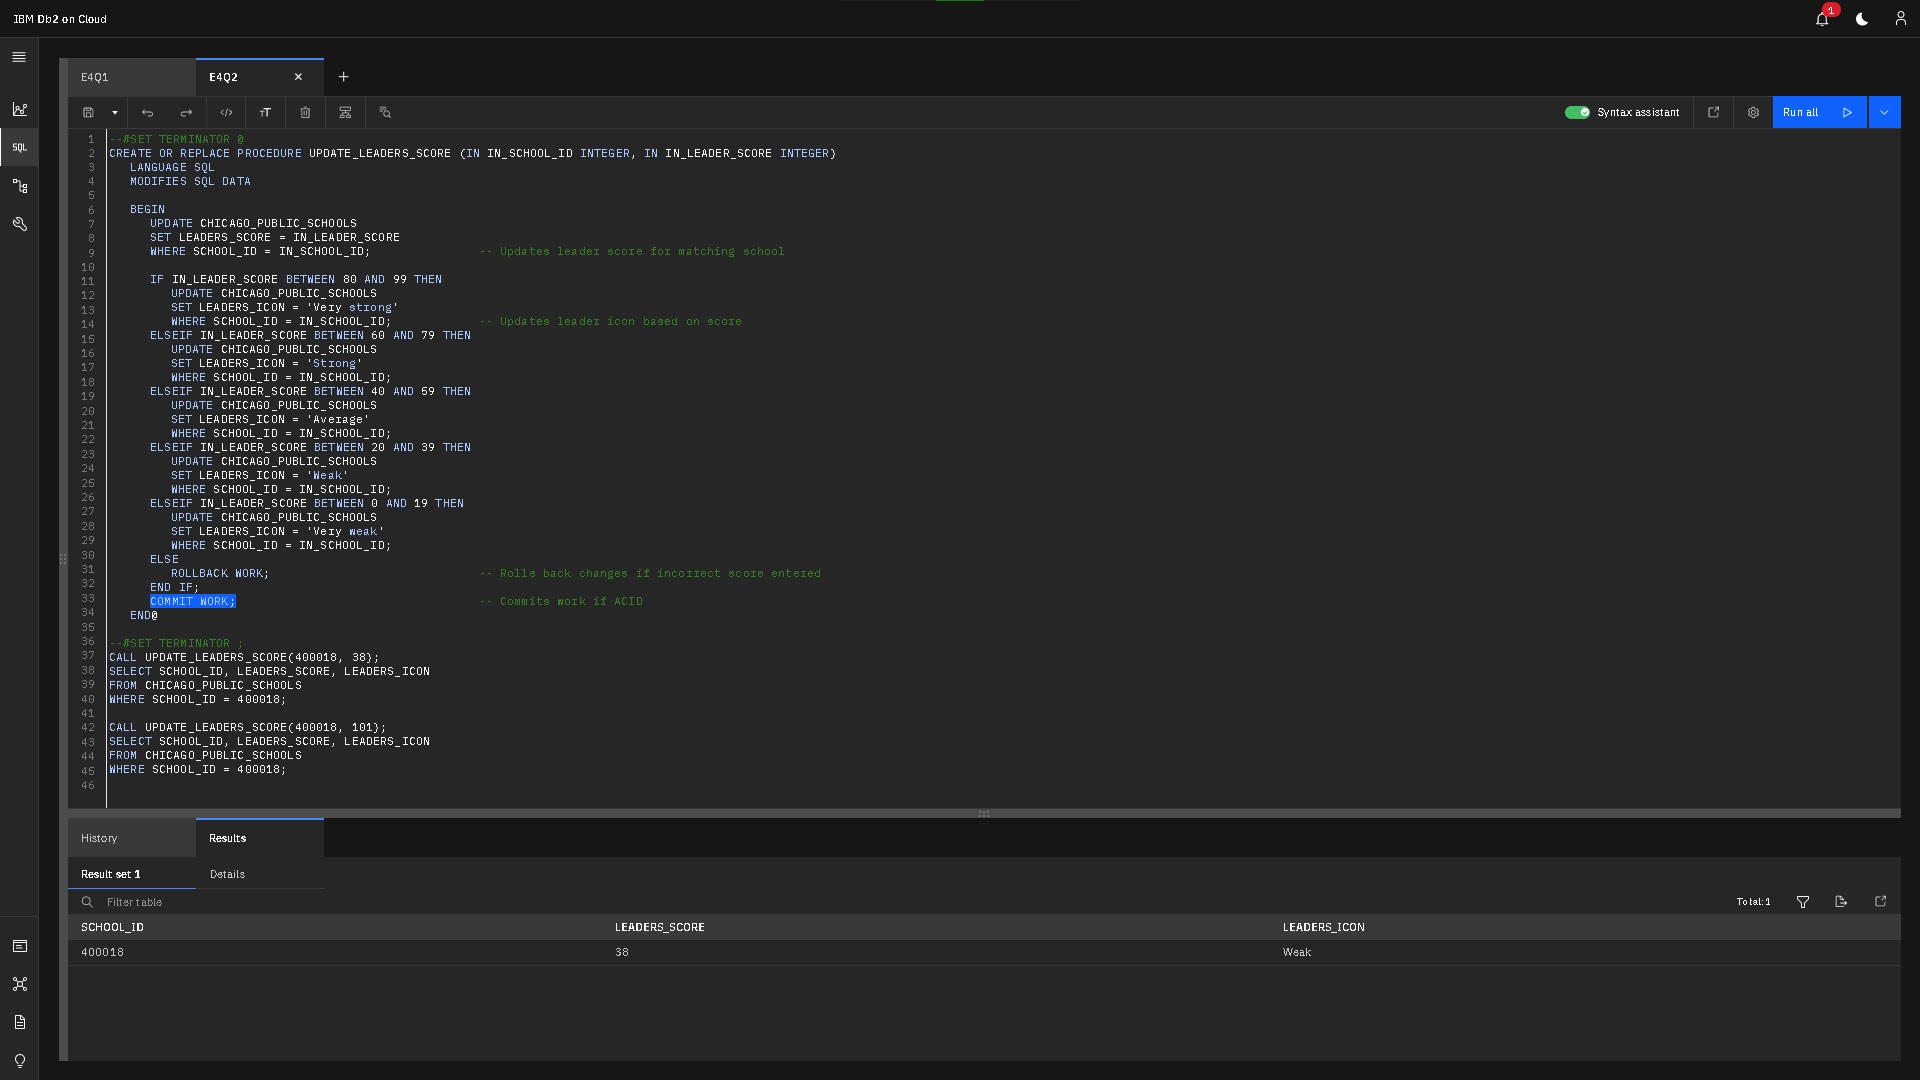 IBM Db2 on Cloud
1
E4Q1
E4Q2
Syntax assistant
Run all
SQL
1 --#SET TERMINATOR @
2 CREATE OR REPLACE PROCEDURE UPDATE_LEADERS_SCORE (IN IN_SCHOOL_ID INTEGER, IN IN_LEADER_SCORE INTEGER)
3 LANGUAGE SQL
4 MODIFIES SQL DATA
5
6 BEGIN
7 UPDATE CHICAGO_PUBLIC_SCHOOLS
8 SET LEADERS_SCORE = IN_LEADER_SCORE
9 WHERE SCHOOL_ID = IN_SCHOOL_ID; -- Updates leader score for matching school
10
11 IF IN_LEADER_SCORE BETWEEN 80 AND 99 THEN
12 UPDATE CHICAGO_PUBLIC_SCHOOLS
13 SET LEADERS_ICON = 'Very strong'
14 WHERE SCHOOL_ID = IN_SCHOOL_ID; -- Updates leader icon based on score
15 ELSEIF IN_LEADER_SCORE BETWEEN 60 AND 79 THEN
16 UPDATE CHICAGO_PUBLIC_SCHOOLS
17 SET LEADERS_ICON = 'Strong'
18 WHERE SCHOOL_ID = IN_SCHOOL_ID;
19 ELSEIF IN_LEADER_SCORE BETWEEN 40 AND 59 THEN
20 UPDATE CHICAGO_PUBLIC_SCHOOLS
21 SET LEADERS_ICON = 'Average'
22 WHERE SCHOOL_ID = IN_SCHOOL_ID;
23 ELSEIF IN_LEADER_SCORE BETWEEN 20 AND 39 THEN
24 UPDATE CHICAGO_PUBLIC_SCHOOLS
25 SET LEADERS_ICON = 'Weak'
26 WHERE SCHOOL_ID = IN_SCHOOL_ID;
27 ELSEIF IN_LEADER_SCORE BETWEEN 0 AND 19 THEN
28 UPDATE CHICAGO_PUBLIC_SCHOOLS
29 SET LEADERS_ICON = 'Very weak'
30 WHERE SCHOOL_ID = IN_SCHOOL_ID;
31 ELSE
32 ROLLBACK WORK; -- Rolls back changes if incorrect score entered
33 END IF;
34 COMMIT WORK; -- Commits work if ACID
35 END@
36
37 --#SET TERMINATOR ;
38 CALL UPDATE_LEADERS_SCORE(400018, 38);
39 SELECT SCHOOL_ID, LEADERS_SCORE, LEADERS_ICON
40 FROM CHICAGO_PUBLIC_SCHOOLS
41 WHERE SCHOOL_ID = 400018;
42
43 CALL UPDATE_LEADERS_SCORE(400018, 101);
44 SELECT SCHOOL_ID, LEADERS_SCORE, LEADERS_ICON
45 FROM CHICAGO_PUBLIC_SCHOOLS
46 WHERE SCHOOL_ID = 400018;
History
Results
Result set 1
Details
Filter table
Total: 1
SCHOOL_ID LEADERS_SCORE LEADERS_ICON
400018 38 Weak